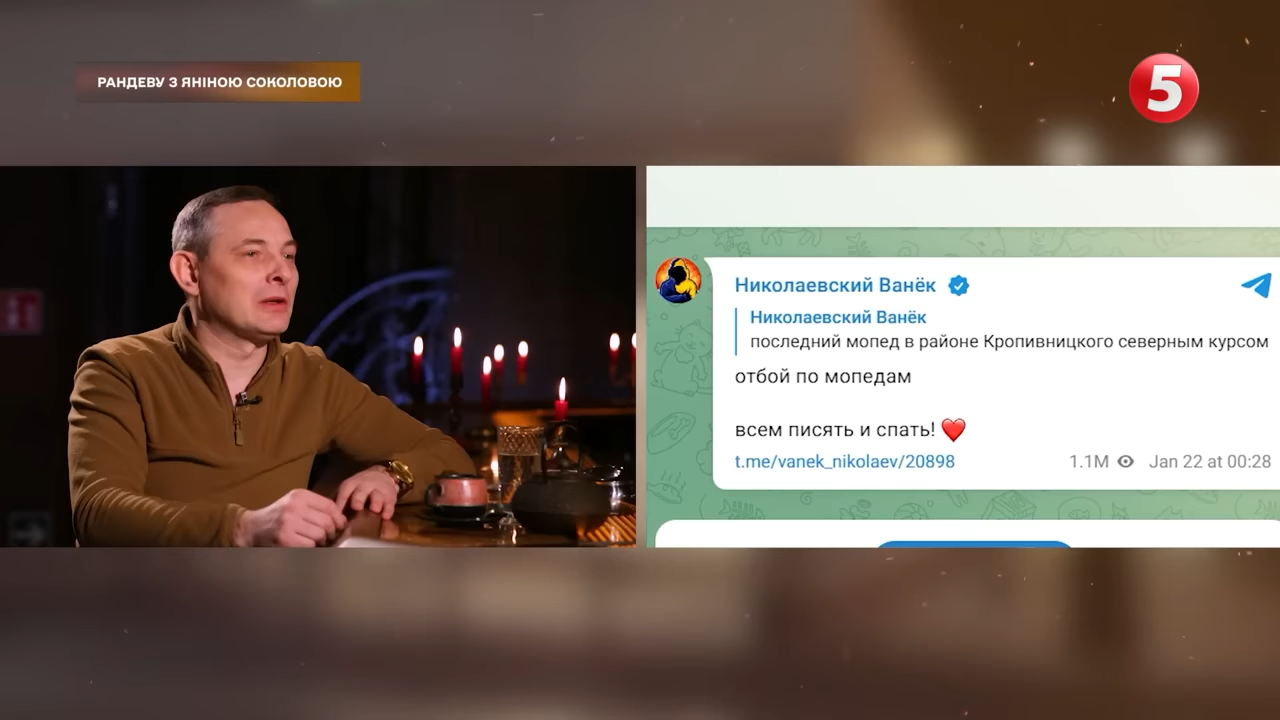 РАНДЕВУ З ЯНІНОЮ СОКОЛОВОЮ
5
Николаевский Ванёк
Николаевский Ванёк
последний мопед в районе Кропивницкого северным курсом
отбой по мопедам
всем писять и спать! ❤️
t.me/vanek_nikolaev/20898
1.1M Jan 22 at 00:28